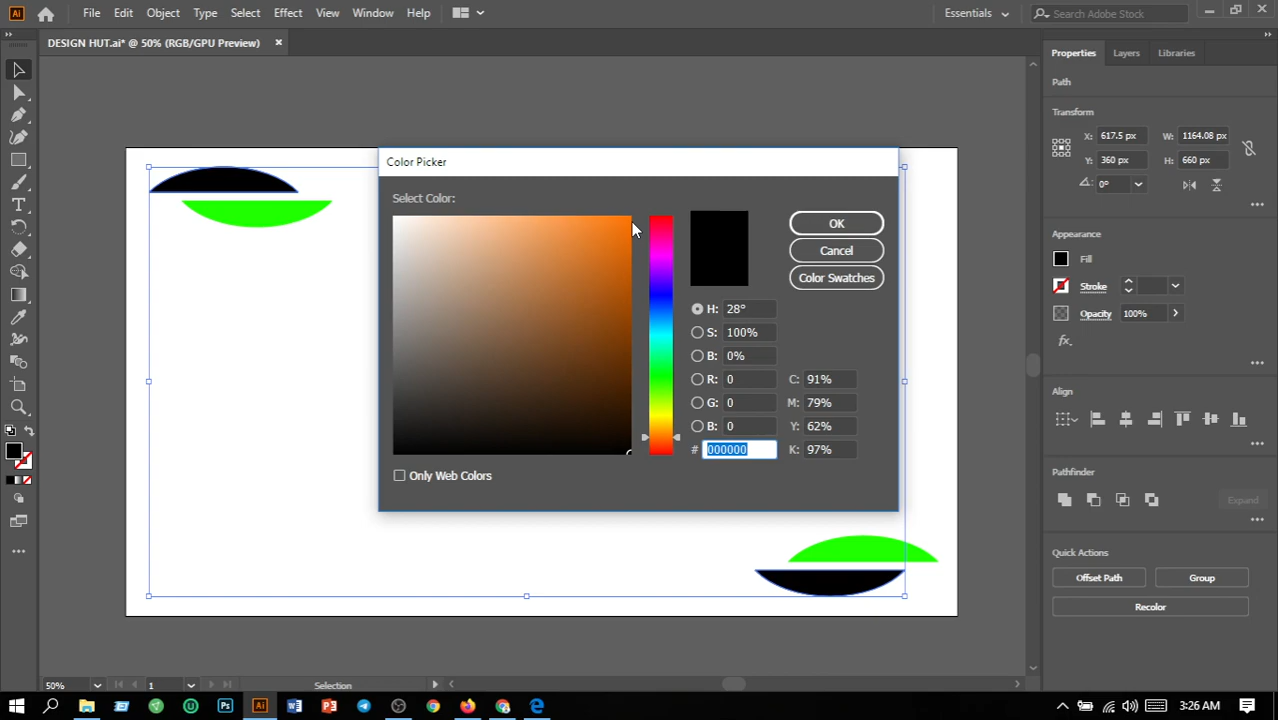 Ai File Edit Object Type Select Effect View Window Help Essentials Search Adobe Stock
DESIGN HUT.ai* @ 50% (RGB/GPU Preview)
Properties Layers Libraries
Path
Transform
X: 617.5 px W: 1164.08 px
Y: 360 px H: 660 px
0°
Appearance
Fill
Stroke
Opacity 100%
fx.
Align
Pathfinder
Expand
Quick Actions
Offset Path Group
Recolor
Color Picker
Select Color:
OK
Cancel
Color Swatches
H: 28°
S: 100%
B: 0%
R: 0 C: 91%
G: 0 M: 79%
B: 0 Y: 62%
# 000000 K: 97%
Only Web Colors
50% 1 Selection
Ps Ai 3:26 AM